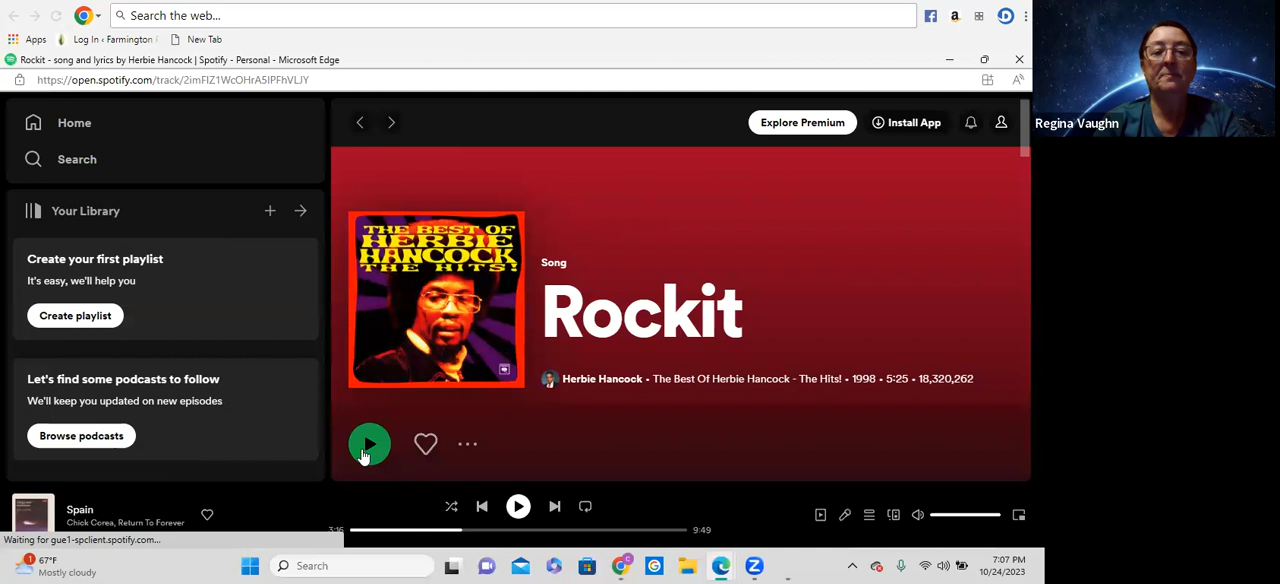 Search the web...
Apps Log In ‹ Farmington New Tab
Rockit - song and lyrics by Herbie Hancock | Spotify - Personal - Microsoft Edge
https://open.spotify.com/track/2imFlZ1WcOHrA5lPFhVLJY
Regina Vaughn
Home
Search
Your Library
Create your first playlist
It's easy, we'll help you
Create playlist
Let's find some podcasts to follow
We'll keep you updated on new episodes
Browse podcasts
Explore Premium
Install App
THE BEST OF
HERBIE
HANCOCK
THE HITS!
Song
Rockit
Herbie Hancock • The Best Of Herbie Hancock - The Hits! • 1998 • 5:25 • 18,320,262
Spain
Chick Corea, Return To Forever
3:16
9:49
Waiting for gue1-spclient.spotify.com...
1
67°F
Mostly cloudy
Search
7:07 PM
10/24/2023